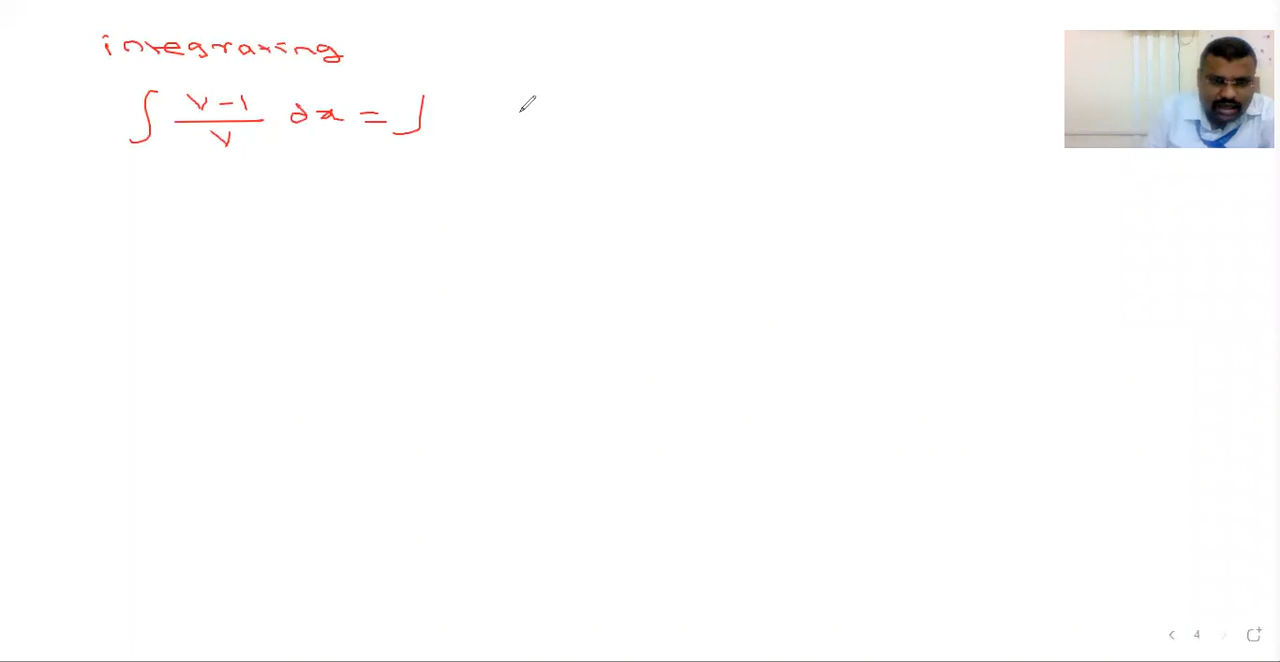 integrating
∫ v-1/v dx = ∫
4